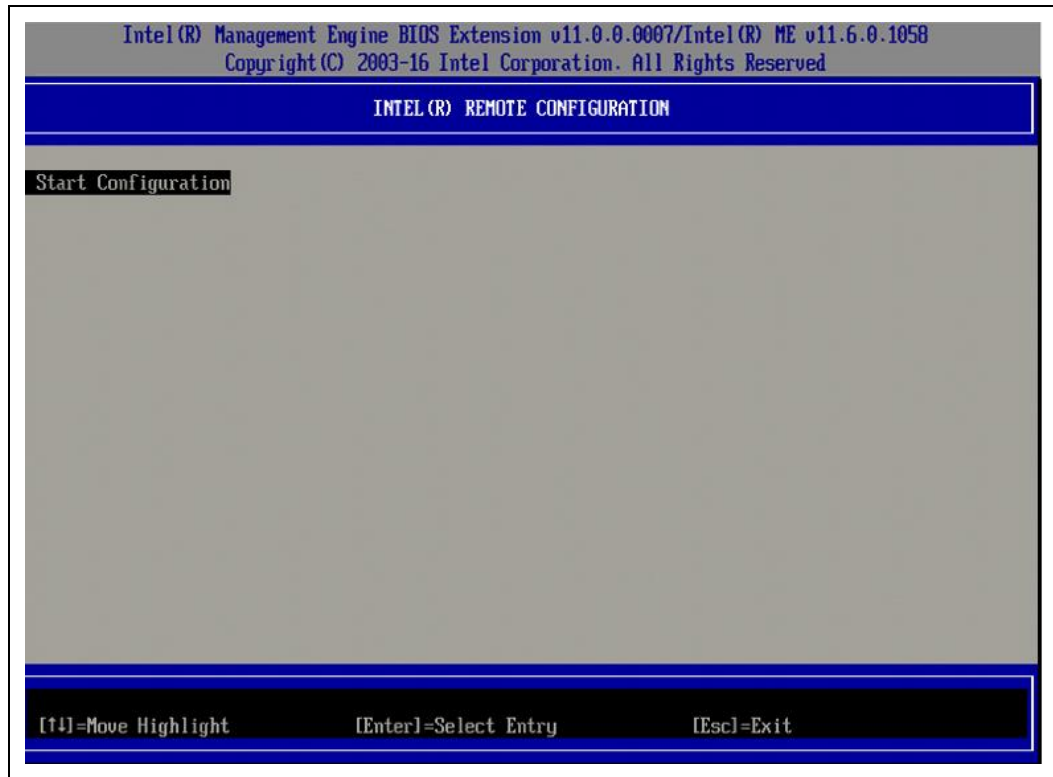 Intel(R) Management Engine BIOS Extension v11.0.0.0007/Intel(R) ME v11.6.0.1058
Copyright(C) 2003-16 Intel Corporation. All Rights Reserved
INTEL(R) REMOTE CONFIGURATION
Start Configuration
[↑↓]=Move Highlight [Enter]=Select Entry [Esc]=Exit